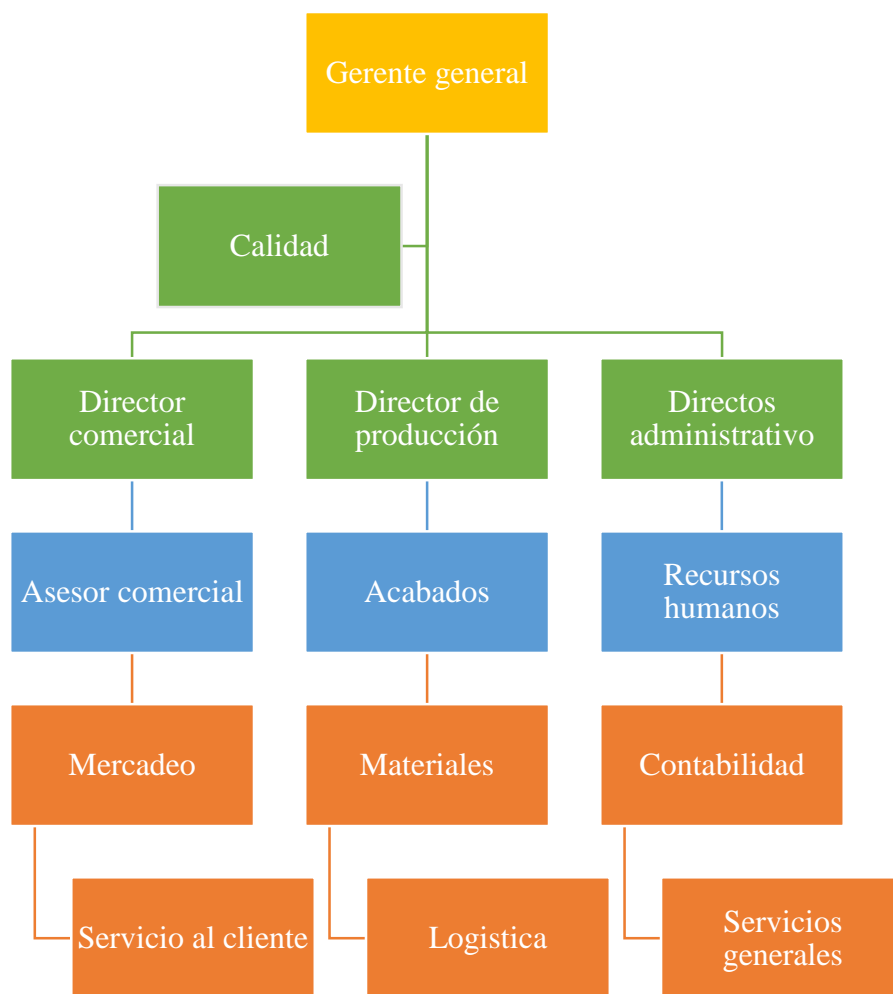 Gerente general
Calidad
Director
comercial
Director de
producción
Directos
administrativo
Asesor comercial
Acabados
Recursos
humanos
Mercadeo
Materiales
Contabilidad
Servicio al cliente
Logistica
Servicios
generales